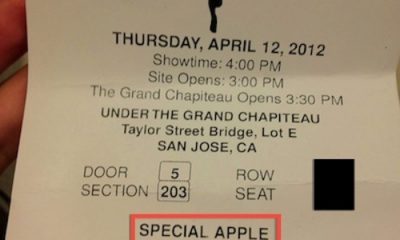 THURSDAY, APRIL 12, 2012
Showtime: 4:00 PM
Site Opens: 3:00 PM
The Grand Chapiteau Opens 3:30 PM
UNDER THE GRAND CHAPITEAU
Taylor Street Bridge, Lot E
SAN JOSE, CA
DOOR 5 ROW
SECTION 203 SEAT
SPECIAL APPLE